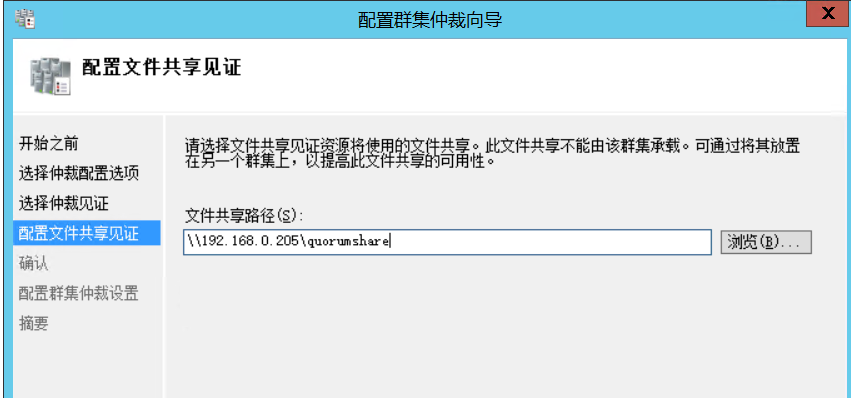 配置群集仲裁向导
X
配置文件共享见证
开始之前
选择仲裁配置选项
选择仲裁见证
配置文件共享见证
确认
配置群集仲裁设置
摘要
请选择文件共享见证资源将使用的文件共享。此文件共享不能由该群集承载。可通过将其放置
在另一个群集上，以提高此文件共享的可用性。
文件共享路径(S):
\\192.168.0.205\quorumshare
浏览(B)...